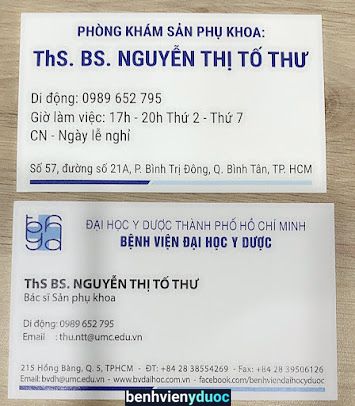 PHÒNG KHÁM SẢN PHỤ KHOA:
ThS. BS. NGUYỄN THỊ TỐ THƯ
Di động: 0989 652 795
Giờ làm việc: 17h - 20h Thứ 2 - Thứ 7
CN - Ngày lễ nghỉ
Số 57, đường số 21A, P. Bình Trị Đông, Q. Bình Tân, TP. HCM
ĐẠI HỌC Y DƯỢC THÀNH PHỐ HỒ CHÍ MINH
BỆNH VIỆN ĐẠI HỌC Y DƯỢC
ThS BS. NGUYỄN THỊ TỐ THƯ
Bác sĩ Sản phụ khoa
Di động: 0989 652 795
Email : thu.ntt@umc.edu.vn
215 Hồng Bàng, Q. 5, TPHCM - ĐT: +84 28 38554269 - Fax: +84 28 39506126
Email: bvdh@umc.edu.vn - www.bvdaihoc.com.vn - facebook.com/benhviendaihocyduoc
benhvienyduoc